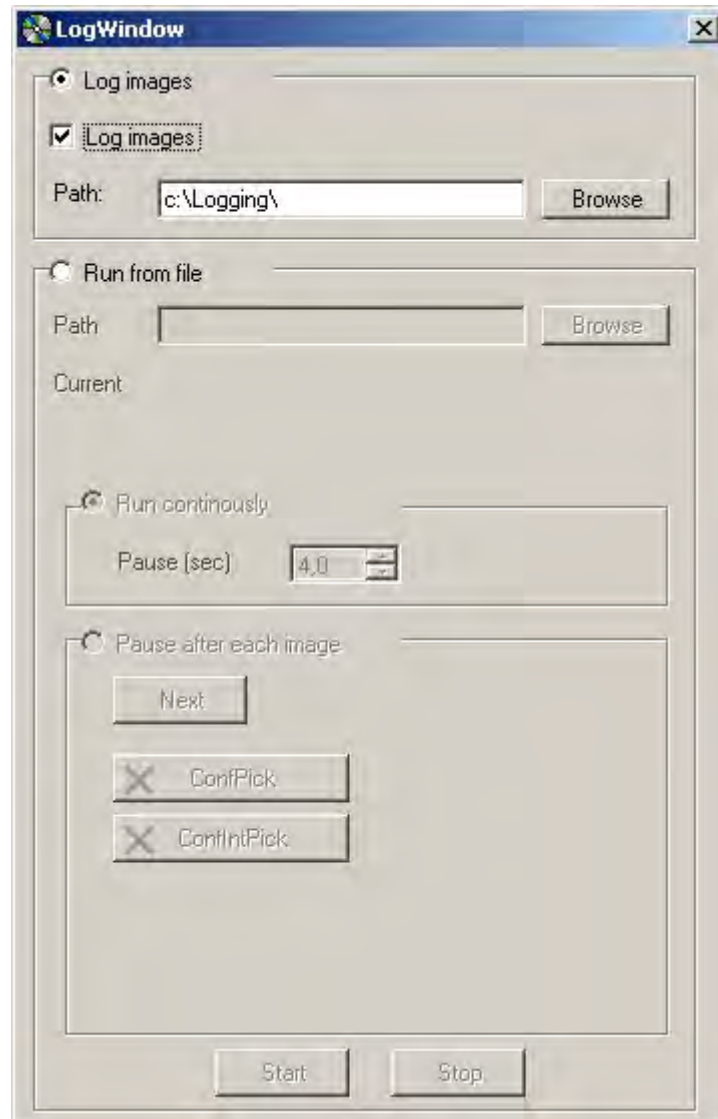 LogWindow
Log images
Log images
Path: c:\Logging\ Browse
Run from file
Path Browse
Current
Run continously
Pause (sec) 4,0
Pause after each image
Next
ConfPick
ConfIntPick
Start Stop